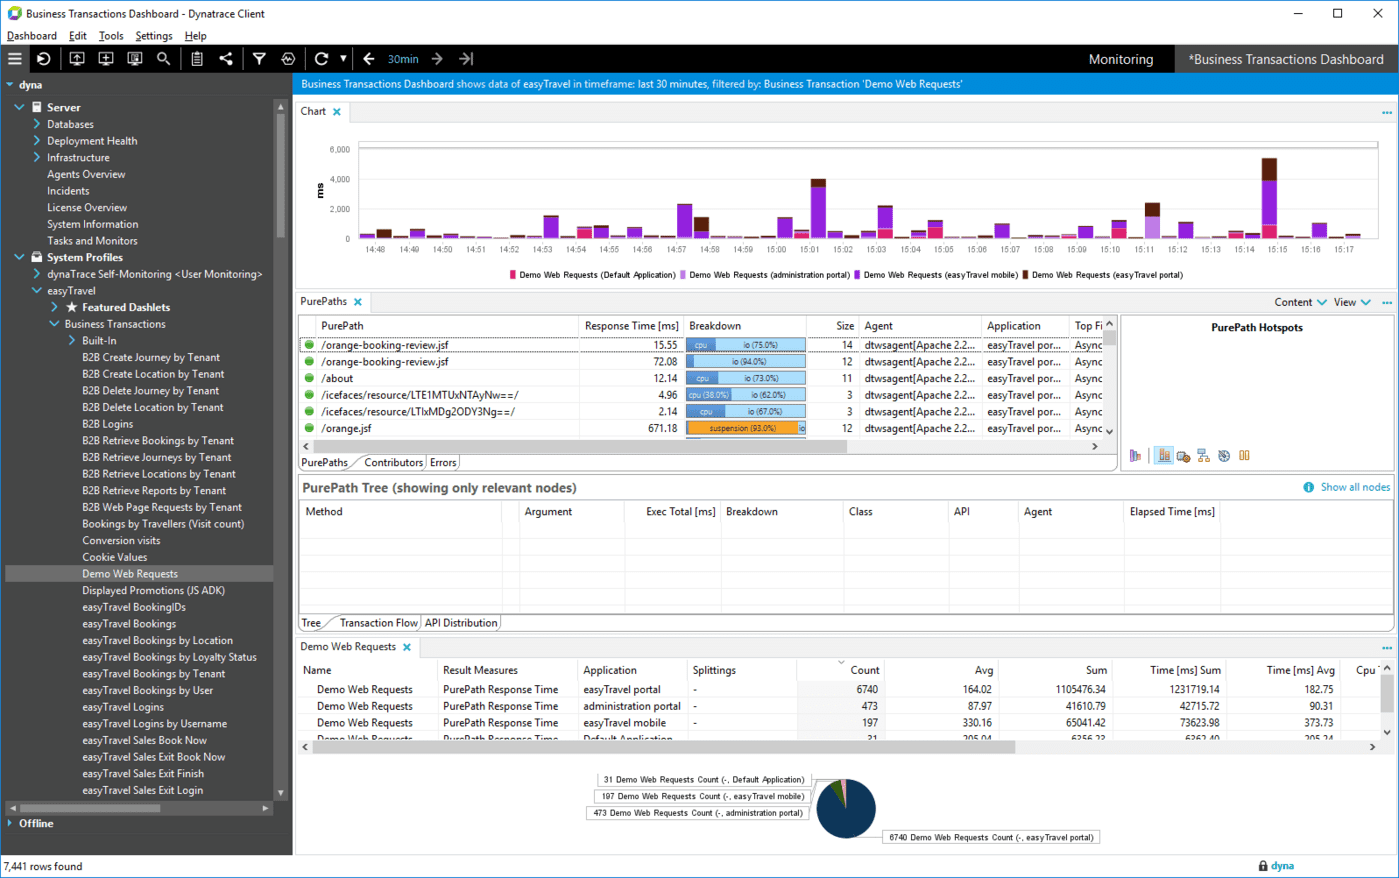 Business Transactions Dashboard - Dynatrace Client
Dashboard Edit Tools Settings Help
30min
Monitoring
*Business Transactions Dashboard
dyna
Server
Databases
Deployment Health
Infrastructure
Agents Overview
Incidents
License Overview
System Information
Tasks and Monitors
System Profiles
dynaTrace Self-Monitoring <User Monitoring>
easyTravel
Featured Dashlets
Business Transactions
Built-In
B2B Create Journey by Tenant
B2B Create Location by Tenant
B2B Delete Journey by Tenant
B2B Delete Location by Tenant
B2B Logins
B2B Retrieve Bookings by Tenant
B2B Retrieve Journeys by Tenant
B2B Retrieve Locations by Tenant
B2B Retrieve Reports by Tenant
B2B Web Page Requests by Tenant
Bookings by Travellers (Visit count)
Conversion visits
Cookie Values
Demo Web Requests
Displayed Promotions (JS ADK)
easyTravel BookingIDs
easyTravel Bookings
easyTravel Bookings by Location
easyTravel Bookings by Loyalty Status
easyTravel Bookings by Tenant
easyTravel Bookings by User
easyTravel Logins
easyTravel Logins by Username
easyTravel Sales Book Now
easyTravel Sales Exit Book Now
easyTravel Sales Exit Finish
easyTravel Sales Exit Login
Offline
Business Transactions Dashboard shows data of easyTravel in timeframe: last 30 minutes, filtered by: Business Transaction 'Demo Web Requests'
Chart
ms
6,000
4,000
2,000
0
14:48 14:49 14:50 14:51 14:52 14:53 14:54 14:55 14:56 14:57 14:58 14:59 15:00 15:01 15:02 15:03 15:04 15:05 15:06 15:07 15:08 15:09 15:10 15:11 15:12 15:13 15:14 15:15 15:16 15:17
Demo Web Requests (Default Application) Demo Web Requests (administration portal) Demo Web Requests (easyTravel mobile) Demo Web Requests (easyTravel portal)
PurePaths
Content View
PurePath Response Time [ms] Breakdown Size Agent Application Top Fi
/orange-booking-review.jsf 15.55 cpu io (75.0%) 14 dtwsagent[Apache 2.2... easyTravel por... Async
/orange-booking-review.jsf 72.08 io (94.0%) 12 dtwsagent[Apache 2.2... easyTravel por... Async
/about 12.14 cpu io (73.0%) 11 dtwsagent[Apache 2.2... easyTravel por... Async
/icefaces/resource/LTE1MTUxNTAyNw==/ 4.96 cpu (38.0%) io (62.0%) 3 dtwsagent[Apache 2.2... easyTravel por... Async
/icefaces/resource/LTIxMDg2ODY3Ng==/ 2.14 cpu io (67.0%) 3 dtwsagent[Apache 2.2... easyTravel por... Async
/orange.jsf 671.18 suspension (93.0%) io 12 dtwsagent[Apache 2.2... easyTravel por... Async
PurePaths Contributors Errors
PurePath Hotspots
PurePath Tree (showing only relevant nodes)
Show all nodes
Method Argument Exec Total [ms] Breakdown Class API Agent Elapsed Time [ms]
Tree Transaction Flow API Distribution
Demo Web Requests
Name Result Measures Application Splittings Count Avg Sum Time [ms] Sum Time [ms] Avg Cpu
Demo Web Requests PurePath Response Time easyTravel portal - 6740 164.02 1105476.34 1231719.14 182.75
Demo Web Requests PurePath Response Time administration portal - 473 87.97 41610.79 42715.72 90.31
Demo Web Requests PurePath Response Time easyTravel mobile - 197 330.16 65041.42 73623.98 373.73
Demo Web Requests PurePath Response Time Default Application - 31 205.04 6356.23 6362.40 205.24
31 Demo Web Requests Count (-, Default Application)
197 Demo Web Requests Count (-, easyTravel mobile)
473 Demo Web Requests Count (-, administration portal)
6740 Demo Web Requests Count (-, easyTravel portal)
7,441 rows found
dyna